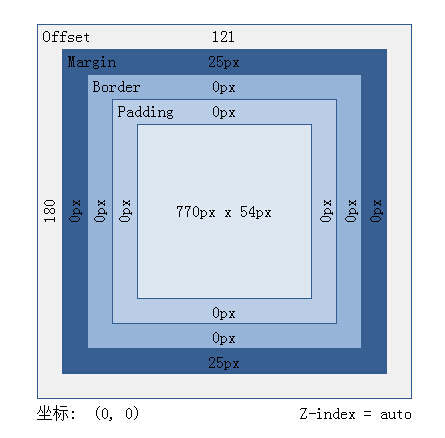 Offset 121
Margin 25px
Border 0px
Padding 0px
180 0px 0px 0px 770px x 54px 0px 0px 0px
0px
0px
25px
坐标: (0, 0) Z-index = auto